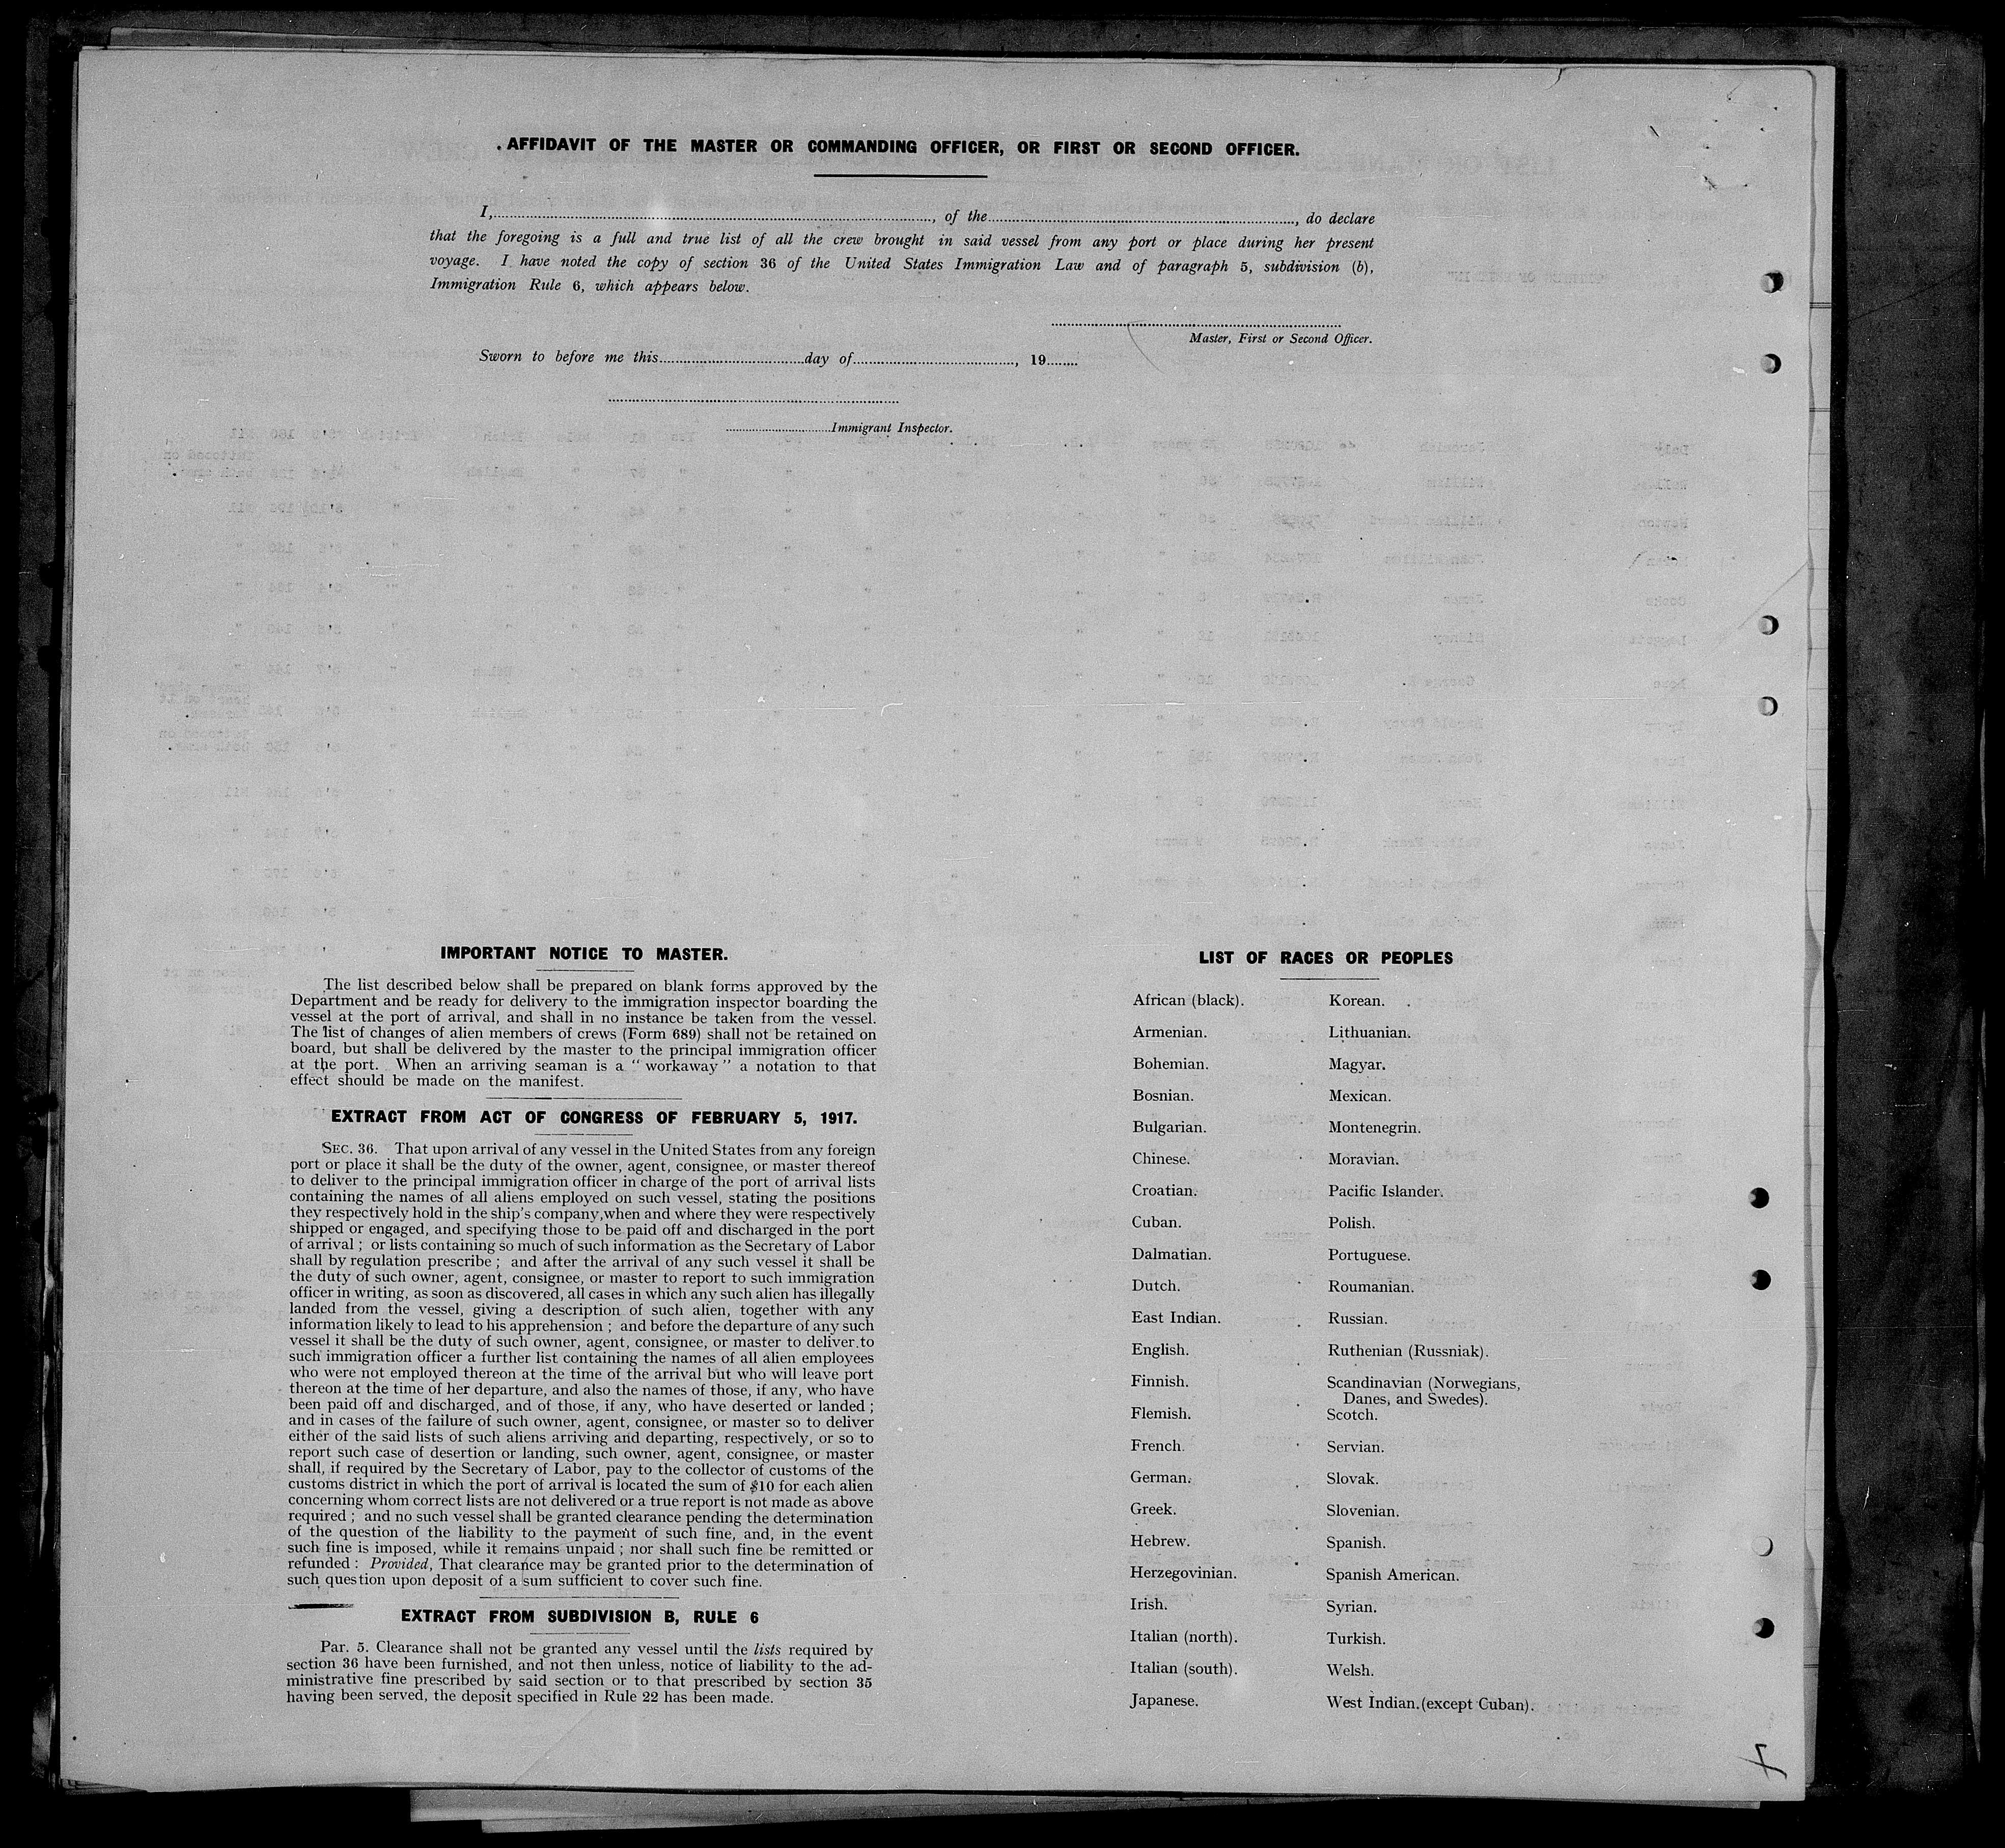 AFFIDAVIT OF THE MASTER OR COMMANDING OFFICER, OR FIRST OR SECOND OFFICER.
I,......................................................, of the......................................................, do declare
that the foregoing is a full and true list of all the crew brought in said vessel from any port or place during her present
voyage. I have noted the copy of section 36 of the United States Immigration Law and of paragraph 5, subdivision (b),
Immigration Rule 6, which appears below.
Master, First or Second Officer.
Sworn to before me this..............................day of.............................., 19........
..............................Immigrant Inspector.
IMPORTANT NOTICE TO MASTER.
The list described below shall be prepared on blank forms approved by the
Department and be ready for delivery to the immigration inspector boarding the
vessel at the port of arrival, and shall in no instance be taken from the vessel.
The list of changes of alien members of crews (Form 689) shall not be retained on
board, but shall be delivered by the master to the principal immigration officer
at the port. When an arriving seaman is a "workaway" a notation to that
effect should be made on the manifest.
EXTRACT FROM ACT OF CONGRESS OF FEBRUARY 5, 1917.
SEC. 36. That upon arrival of any vessel in the United States from any foreign
port or place it shall be the duty of the owner, agent, consignee, or master thereof
to deliver to the principal immigration officer in charge of the port of arrival lists
containing the names of all aliens employed on such vessel, stating the positions
they respectively hold in the ship's company, when and where they were respectively
shipped or engaged, and specifying those to be paid off and discharged in the port
of arrival; or lists containing so much of such information as the Secretary of Labor
shall by regulation prescribe; and after the arrival of any such vessel it shall be
the duty of such owner, agent, consignee, or master to report to such immigration
officer in writing, as soon as discovered, all cases in which any such alien has illegally
landed from the vessel, giving a description of such alien, together with any
information likely to lead to his apprehension; and before the departure of any such
vessel it shall be the duty of such owner, agent, consignee, or master to deliver to
such immigration officer a further list containing the names of all alien employees
who were not employed thereon at the time of the arrival but who will leave port
thereon at the time of her departure, and also the names of those, if any, who have
been paid off and discharged, and of those, if any, who have deserted or landed;
and in cases of the failure of such owner, agent, consignee, or master so to deliver
either of the said lists of such aliens arriving and departing, respectively, or so to
report such case of desertion or landing, such owner, agent, consignee, or master
shall, if required by the Secretary of Labor, pay to the collector of customs of the
customs district in which the port of arrival is located the sum of $10 for each alien
concerning whom correct lists are not delivered or a true report is not made as above
required; and no such vessel shall be granted clearance pending the determination
of the question of the liability to the payment of such fine, and, in the event
such fine is imposed, while it remains unpaid; nor shall such fine be remitted or
refunded: Provided, That clearance may be granted prior to the determination of
such question upon deposit of a sum sufficient to cover such fine.
EXTRACT FROM SUBDIVISION B, RULE 6
Par. 5. Clearance shall not be granted any vessel until the lists required by
section 36 have been furnished, and not then unless, notice of liability to the ad-
ministrative fine prescribed by said section or to that prescribed by section 35
having been served, the deposit specified in Rule 22 has been made.
LIST OF RACES OR PEOPLES
African (black).
Armenian.
Bohemian.
Bosnian.
Bulgarian.
Chinese.
Croatian.
Cuban.
Dalmatian.
Dutch.
East Indian.
English.
Finnish.
Flemish.
French.
German.
Greek.
Hebrew.
Herzegovinian.
Irish.
Italian (north).
Italian (south).
Japanese.
Korean.
Lithuanian.
Magyar.
Mexican.
Montenegrin.
Moravian.
Pacific Islander.
Polish.
Portuguese.
Roumanian.
Russian.
Ruthenian (Russniak).
Scandinavian (Norwegians,
Danes, and Swedes).
Scotch.
Servian.
Slovak.
Slovenian.
Spanish.
Spanish American.
Syrian.
Turkish.
Welsh.
West Indian (except Cuban).